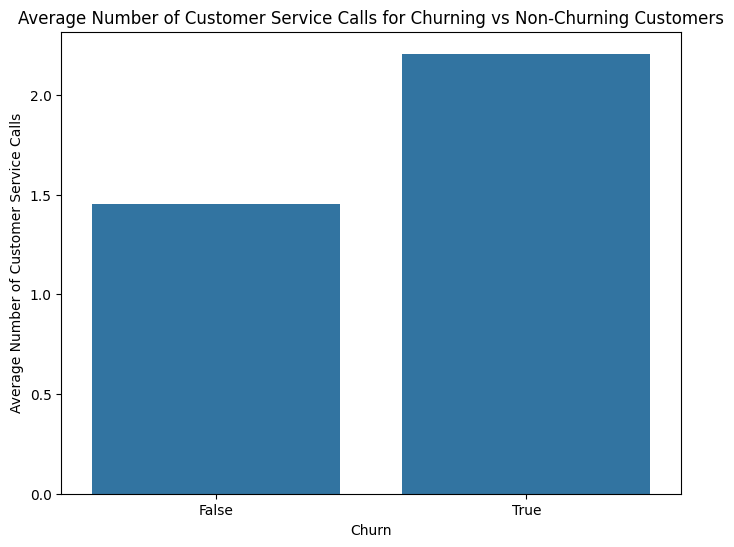 Average Number of Customer Service Calls for Churning vs Non-Churning Customers
Average Number of Customer Service Calls
2.0
1.5
1.0
0.5
0.0
False
True
Churn